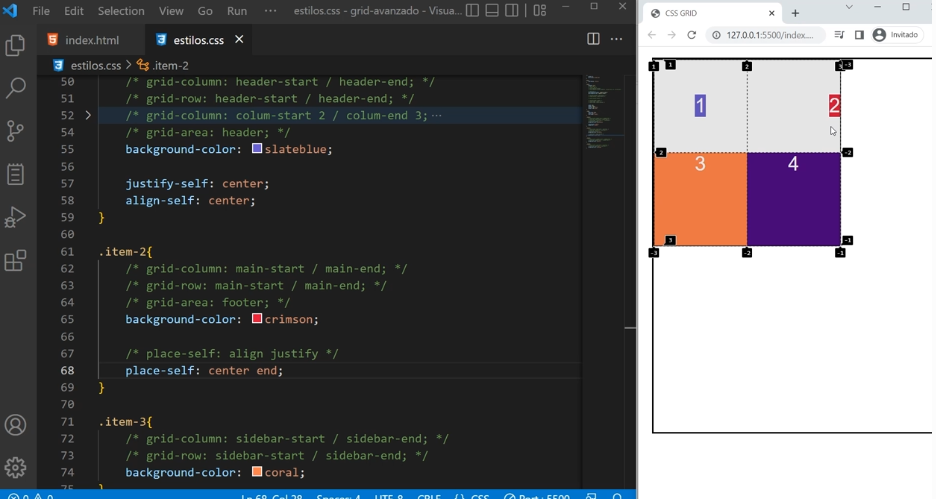 File Edit Selection View Go Run ··· estilos.css - grid-avanzado - Visua...
index.html estilos.css
estilos.css > .item-2
50 /* grid-column: header-start / header-end; */
51 /* grid-row: header-start / header-end; */
52 /* grid-column: colum-start 2 / colum-end 3; ···
54 /* grid-area: header; */
55 background-color: slateblue;
56
57 justify-self: center;
58 align-self: center;
59 }
60
61 .item-2{
62 /* grid-column: main-start / main-end; */
63 /* grid-row: main-start / main-end; */
64 /* grid-area: footer; */
65 background-color: crimson;
66
67 /* place-self: align justify */
68 place-self: center end;
69 }
70
71 .item-3{
72 /* grid-column: sidebar-start / sidebar-end; */
73 /* grid-row: sidebar-start / sidebar-end; */
74 background-color: coral;
75 }
0 0 Ln 68, Col 28 Spaces: 4 UTF-8 CRLF {} CSS Port : 5500
CSS GRID
127.0.0.1:5500/index.... Invitado
1 1 2 -3
1 2
2 -2
3 4
3 -1
-3 -2 -1